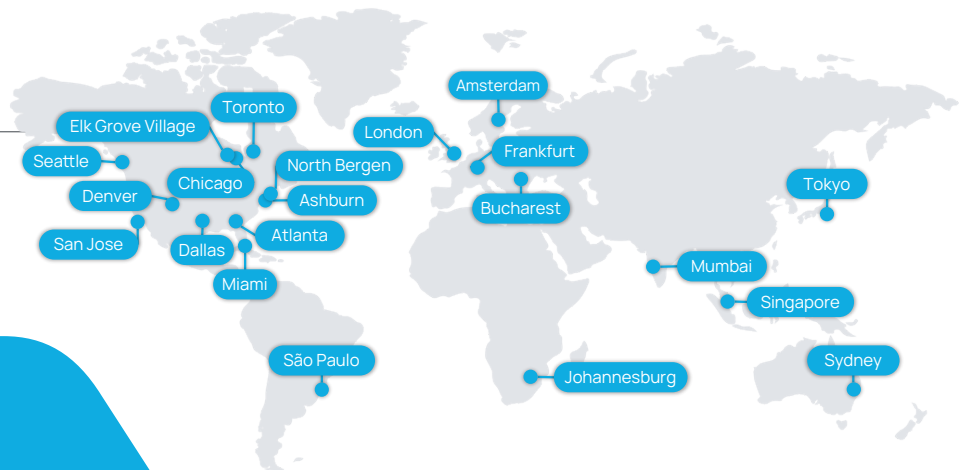 Amsterdam
Toronto
Elk Grove Village
London
Frankfurt
Seattle
North Bergen
Chicago
Tokyo
Denver
Ashburn
Bucharest
Atlanta
San Jose
Dallas
Mumbai
Miami
Singapore
São Paulo
Sydney
Johannesburg